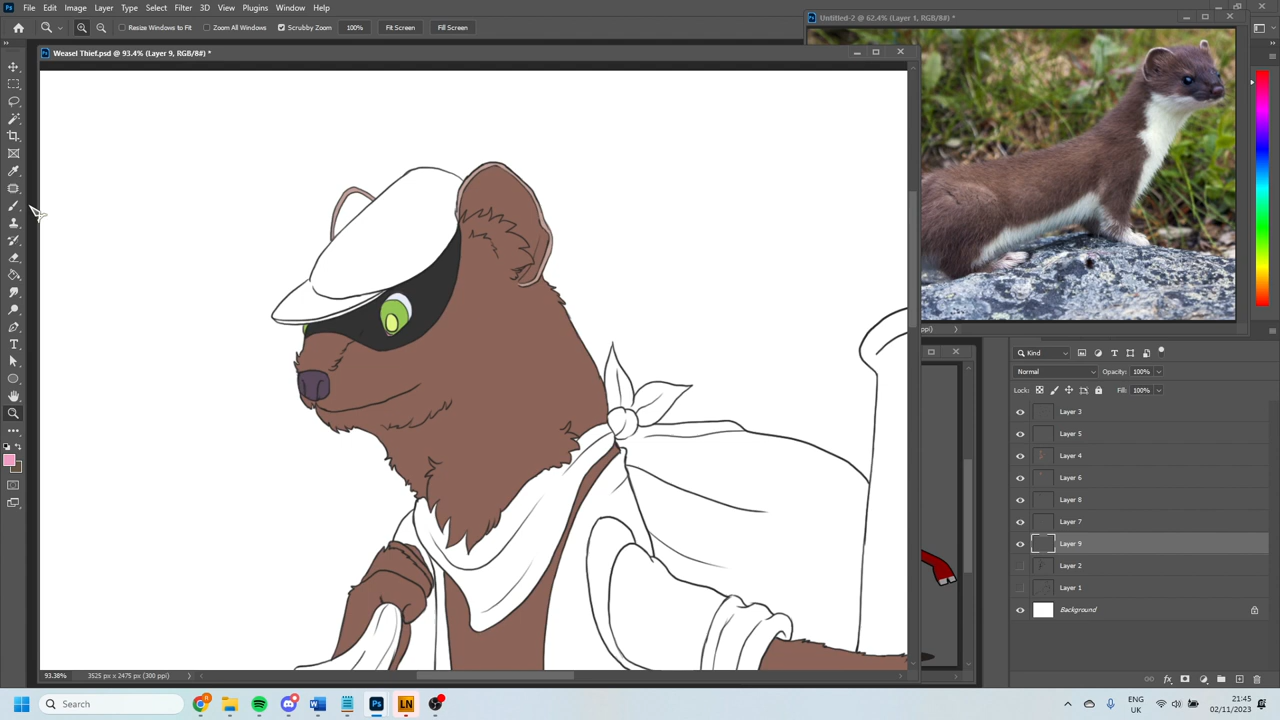 File Edit Image Layer Type Select Filter 3D View Plugins Window Help
Resize Windows to Fit Zoom All Windows Scrubby Zoom 100% Fit Screen Fill Screen
Untitled-2 @ 62.4% (Layer 1, RGB/8#) *
Weasel Thief.psd @ 93.4% (Layer 9, RGB/8#) *
ppi)
Kind
Normal Opacity: 100%
Lock: Fill: 100%
Layer 3
Layer 5
Layer 4
Layer 6
Layer 8
Layer 7
Layer 9
Layer 2
Layer 1
Background
93.38% 3525 px x 2475 px (300 ppi)
fx
Search
R
W
Ps
LN
ENG
UK
21:45
02/11/2023